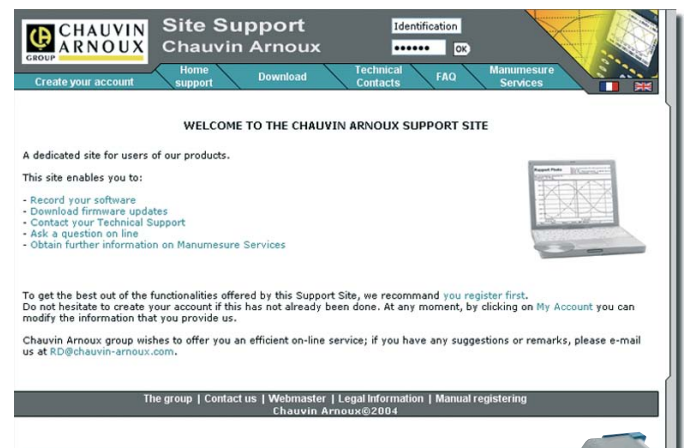 CHAUVIN
ARNOUX
GROUP
Site Support
Chauvin Arnoux
Identification
OK
Create your account
Home support
Download
Technical Contacts
FAQ
Manumesure Services
WELCOME TO THE CHAUVIN ARNOUX SUPPORT SITE
A dedicated site for users of our products.
This site enables you to:
- Record your software
- Download firmware updates
- Contact your Technical Support
- Ask a question on line
- Obtain further information on Manumesure Services
To get the best out of the functionalities offered by this Support Site, we recommand you register first.
Do not hesitate to create your account if this has not already been done. At any moment, by clicking on My Account you can
modify the information that you provide us.
Chauvin Arnoux group wishes to offer you an efficient on-line service; if you have any suggestions or remarks, please e-mail
us at RD@chauvin-arnoux.com.
The group | Contact us | Webmaster | Legal Information | Manual registering
Chauvin Arnoux©2004